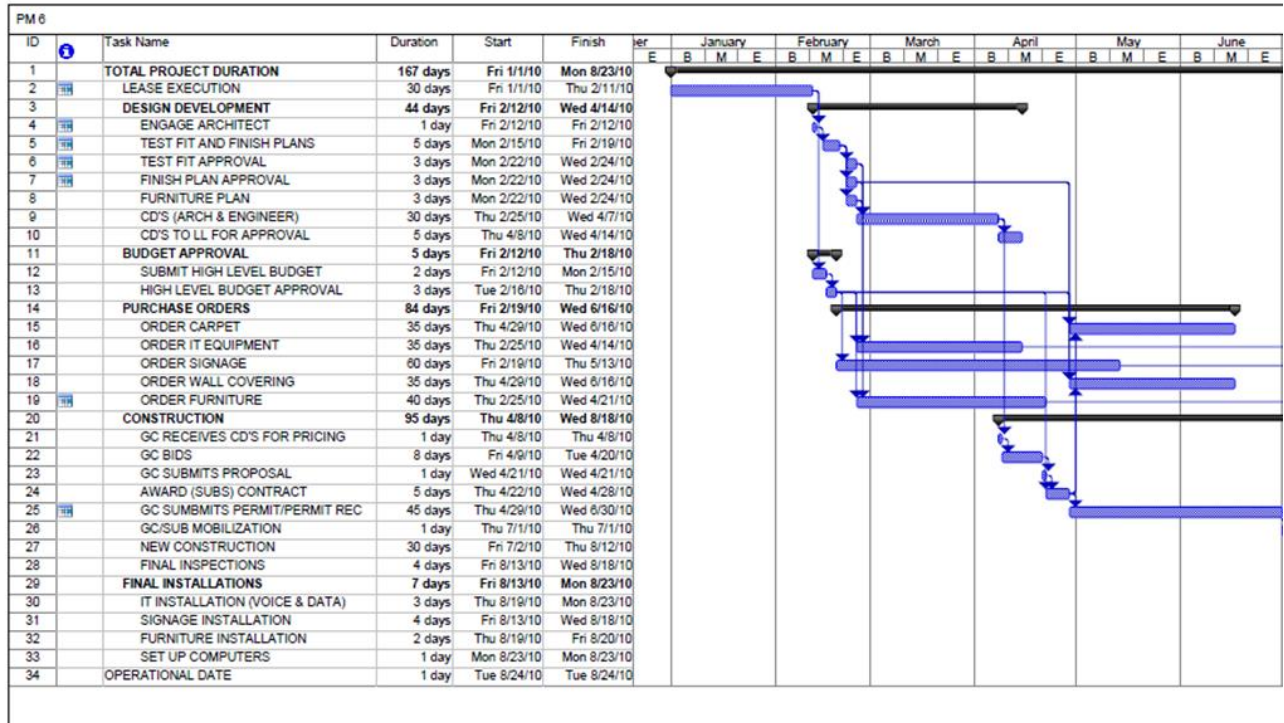 PM 6
ID Task Name Duration Start Finish ber January February March April May June
E B M E B M E B M E B M E B M E B M E
1 TOTAL PROJECT DURATION 167 days Fri 1/1/10 Mon 8/23/10
2 LEASE EXECUTION 30 days Fri 1/1/10 Thu 2/11/10
3 DESIGN DEVELOPMENT 44 days Fri 2/12/10 Wed 4/14/10
4 ENGAGE ARCHITECT 1 day Fri 2/12/10 Fri 2/12/10
5 TEST FIT AND FINISH PLANS 5 days Mon 2/15/10 Fri 2/19/10
6 TEST FIT APPROVAL 3 days Mon 2/22/10 Wed 2/24/10
7 FINISH PLAN APPROVAL 3 days Mon 2/22/10 Wed 2/24/10
8 FURNITURE PLAN 3 days Mon 2/22/10 Wed 2/24/10
9 CD'S (ARCH & ENGINEER) 30 days Thu 2/25/10 Wed 4/7/10
10 CD'S TO LL FOR APPROVAL 5 days Thu 4/8/10 Wed 4/14/10
11 BUDGET APPROVAL 5 days Fri 2/12/10 Thu 2/18/10
12 SUBMIT HIGH LEVEL BUDGET 2 days Fri 2/12/10 Mon 2/15/10
13 HIGH LEVEL BUDGET APPROVAL 3 days Tue 2/16/10 Thu 2/18/10
14 PURCHASE ORDERS 84 days Fri 2/19/10 Wed 6/16/10
15 ORDER CARPET 35 days Thu 4/29/10 Wed 6/16/10
16 ORDER IT EQUIPMENT 35 days Thu 2/25/10 Wed 4/14/10
17 ORDER SIGNAGE 60 days Fri 2/19/10 Thu 5/13/10
18 ORDER WALL COVERING 35 days Thu 4/29/10 Wed 6/16/10
19 ORDER FURNITURE 40 days Thu 2/25/10 Wed 4/21/10
20 CONSTRUCTION 95 days Thu 4/8/10 Wed 8/18/10
21 GC RECEIVES CD'S FOR PRICING 1 day Thu 4/8/10 Thu 4/8/10
22 GC BIDS 8 days Fri 4/9/10 Tue 4/20/10
23 GC SUBMITS PROPOSAL 1 day Wed 4/21/10 Wed 4/21/10
24 AWARD (SUBS) CONTRACT 5 days Thu 4/22/10 Wed 4/28/10
25 GC SUMBMITS PERMIT/PERMIT REC 45 days Thu 4/29/10 Wed 6/30/10
26 GC/SUB MOBILIZATION 1 day Thu 7/1/10 Thu 7/1/10
27 NEW CONSTRUCTION 30 days Fri 7/2/10 Thu 8/12/10
28 FINAL INSPECTIONS 4 days Fri 8/13/10 Wed 8/18/10
29 FINAL INSTALLATIONS 7 days Fri 8/13/10 Mon 8/23/10
30 IT INSTALLATION (VOICE & DATA) 3 days Thu 8/19/10 Mon 8/23/10
31 SIGNAGE INSTALLATION 4 days Fri 8/13/10 Wed 8/18/10
32 FURNITURE INSTALLATION 2 days Thu 8/19/10 Fri 8/20/10
33 SET UP COMPUTERS 1 day Mon 8/23/10 Mon 8/23/10
34 OPERATIONAL DATE 1 day Tue 8/24/10 Tue 8/24/10